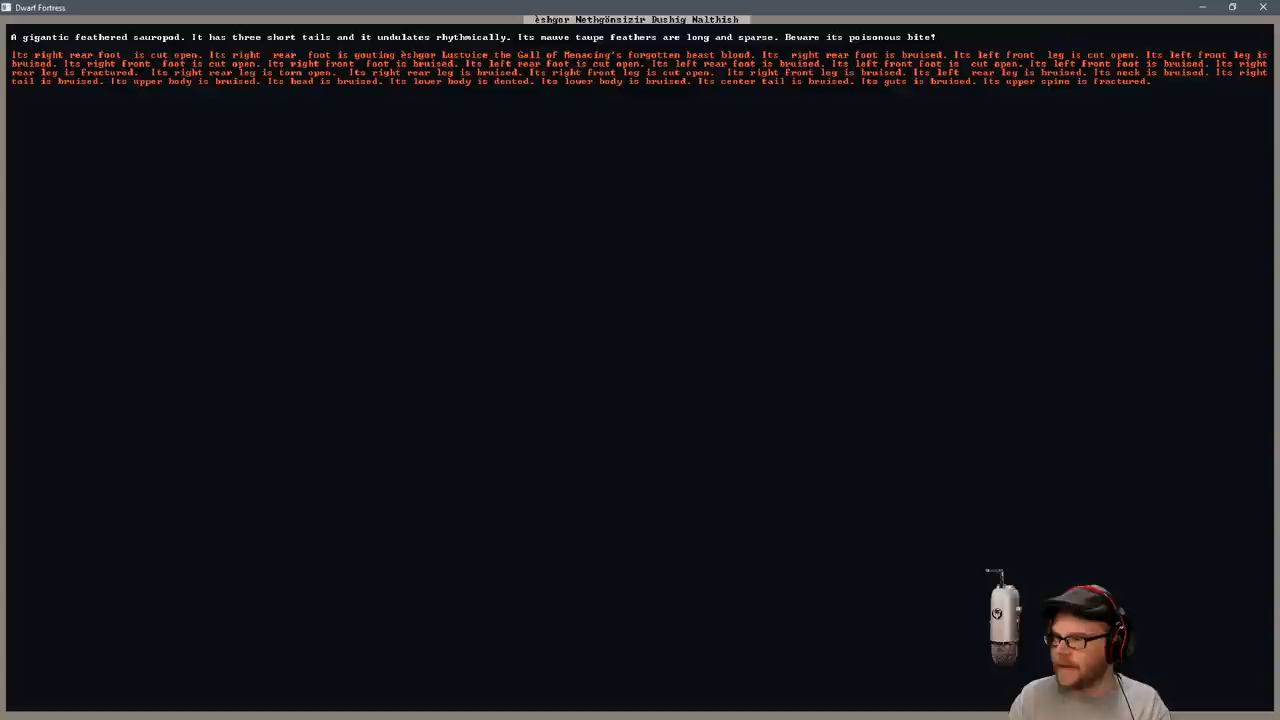 Dwarf Fortress
èshgor Nethgönsizir Dushig Nalthish
A gigantic feathered sauropod. It has three short tails and it undulates rhythmically. Its mauve taupe feathers are long and sparse. Beware its poisonous bite!
Its right rear foot is cut open. Its right rear foot is gouting èshgor Lustvice the Gall of Menacing's forgotten beast blood. Its right rear foot is bruised. Its left front leg is cut open. Its left front leg is
bruised. Its right front foot is cut open. Its right front foot is bruised. Its left rear foot is cut open. Its left rear foot is bruised. Its left front foot is cut open. Its left front foot is bruised. Its right
rear leg is fractured. Its right rear leg is torn open. Its right rear leg is bruised. Its right front leg is cut open. Its right front leg is bruised. Its left rear leg is bruised. Its neck is bruised. Its right
tail is bruised. Its upper body is bruised. Its head is bruised. Its lower body is dented. Its lower body is bruised. Its center tail is bruised. Its guts is bruised. Its upper spine is fractured.